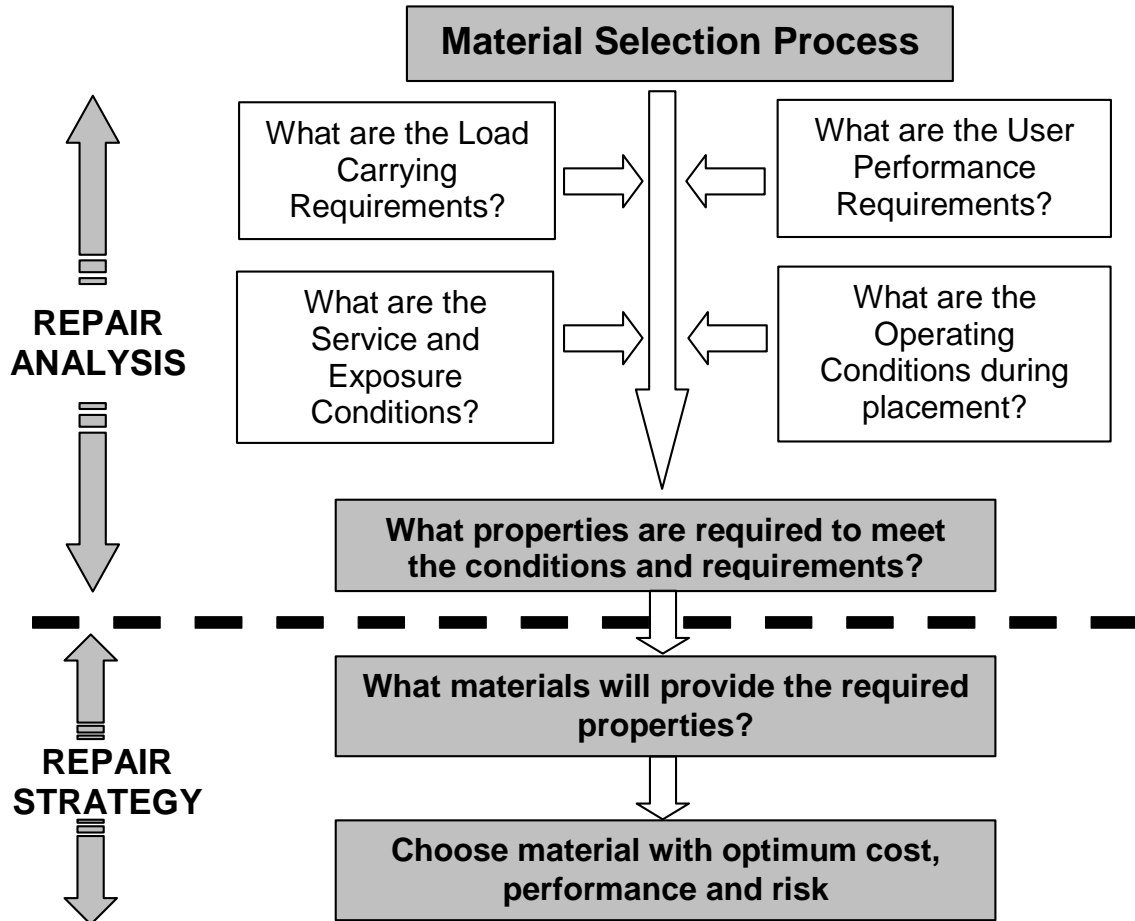 Material Selection Process
What are the Load
Carrying
Requirements?
What are the User
Performance
Requirements?
REPAIR
ANALYSIS
What are the
Service and
Exposure
Conditions?
What are the
Operating
Conditions during
placement?
What properties are required to meet
the conditions and requirements?
What materials will provide the required
properties?
REPAIR
STRATEGY
Choose material with optimum cost,
performance and risk